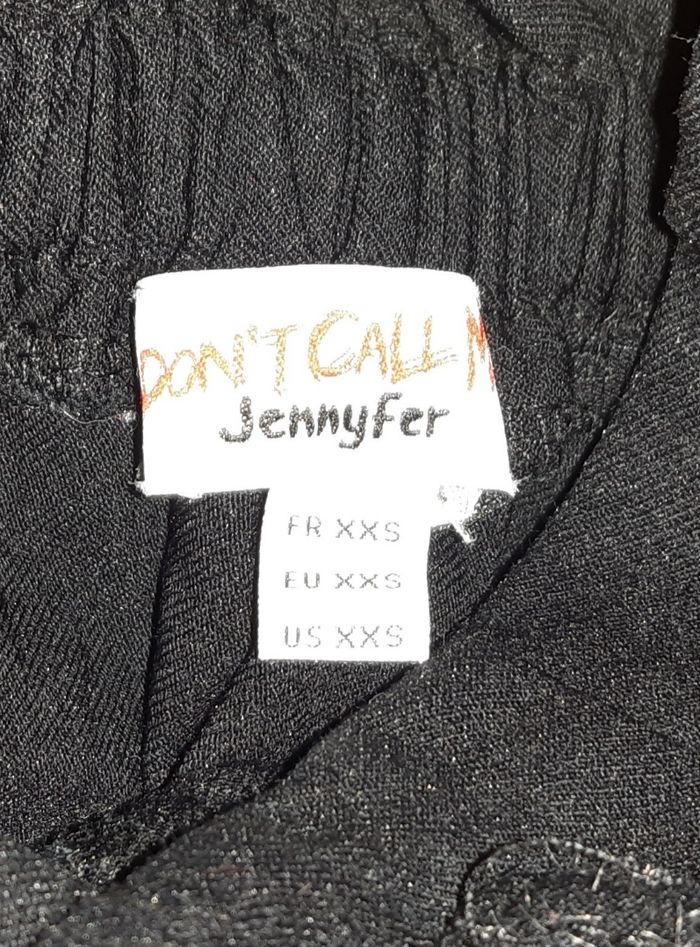 DON'T CALL M
Jennyfer
FR XXS
EU XXS
US XXS